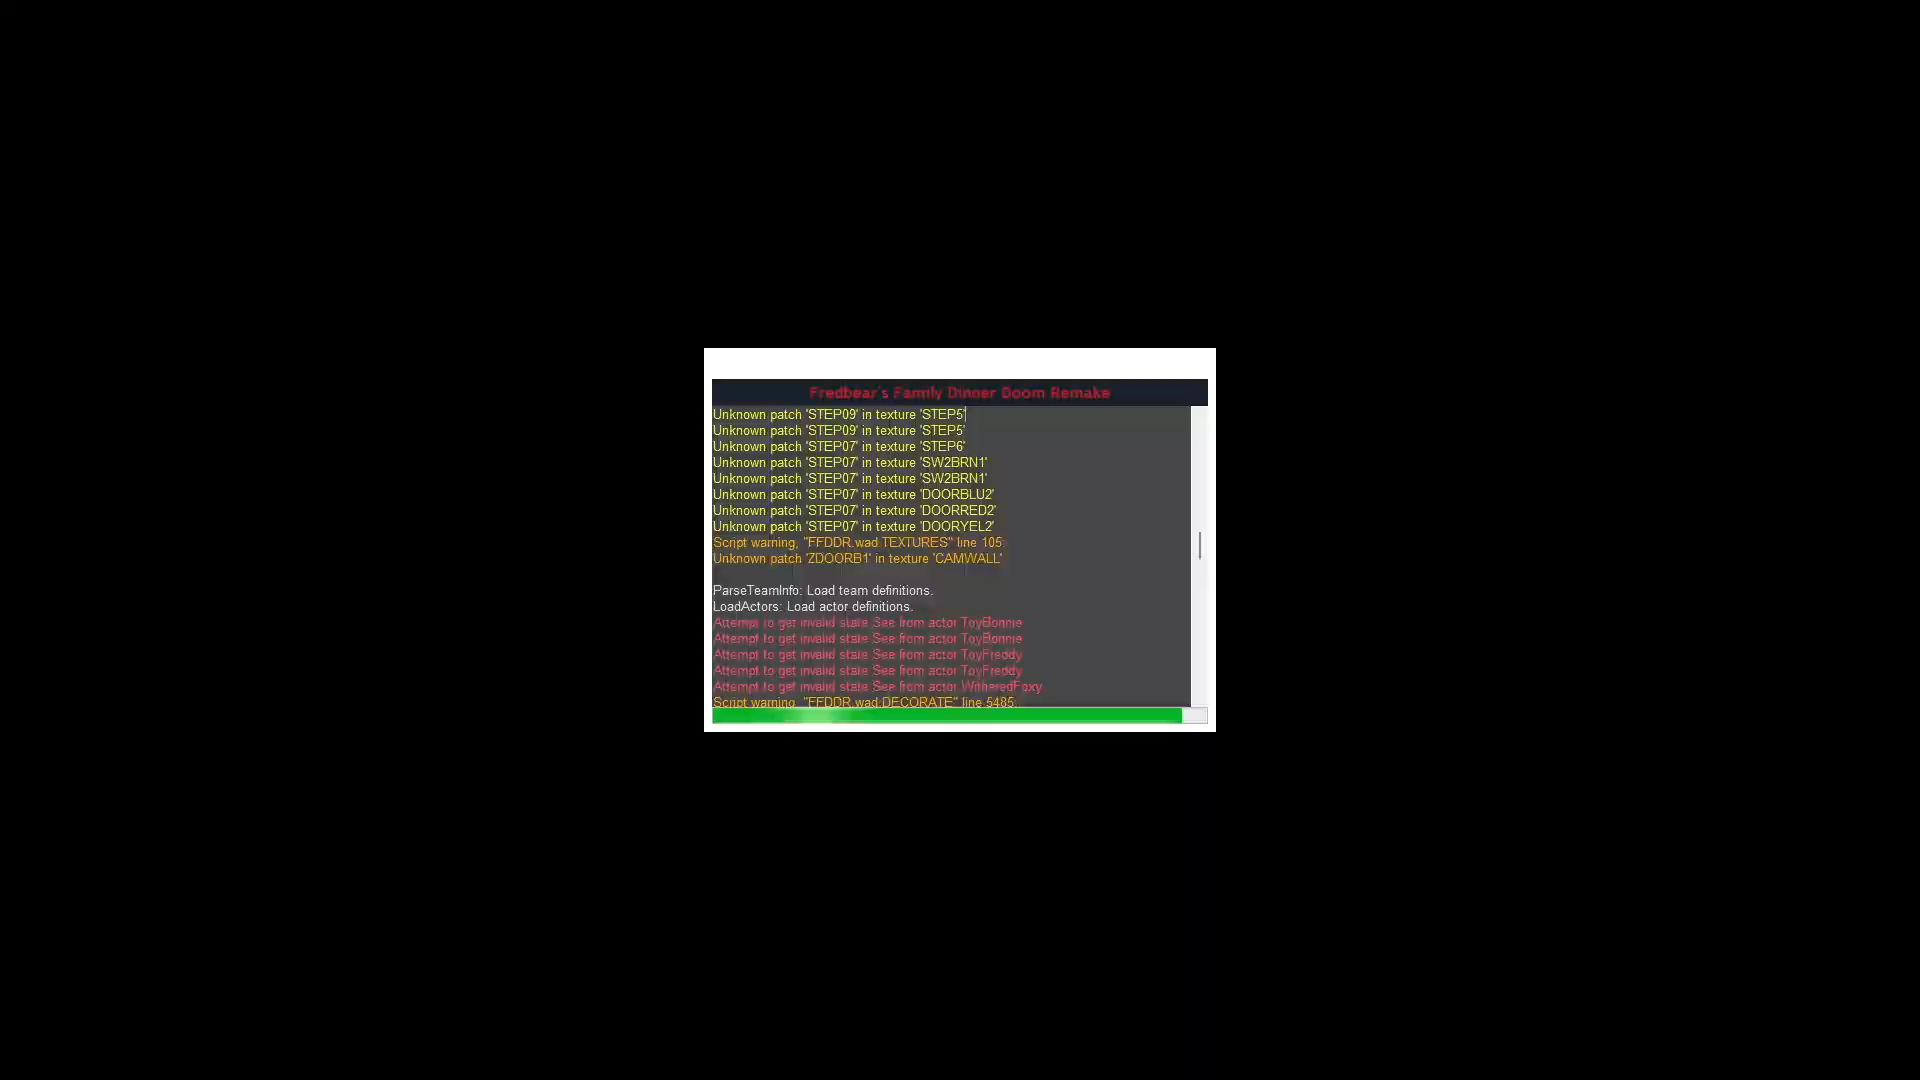 Fredbear's Family Dinner Doom Remake
Unknown patch 'STEP09' in texture 'STEP5'
Unknown patch 'STEP09' in texture 'STEP5'
Unknown patch 'STEP07' in texture 'STEP6'
Unknown patch 'STEP07' in texture 'SW2BRN1'
Unknown patch 'STEP07' in texture 'SW2BRN1'
Unknown patch 'STEP07' in texture 'DOORBLU2'
Unknown patch 'STEP07' in texture 'DOORRED2'
Unknown patch 'STEP07' in texture 'DOORYEL2'
Script warning, "FFDDR.wad:TEXTURES" line 105:
Unknown patch 'ZDOORB1' in texture 'CAMWALL'
ParseTeamInfo: Load team definitions.
LoadActors: Load actor definitions.
Attempt to get invalid state See from actor ToyBonnie
Attempt to get invalid state See from actor ToyBonnie
Attempt to get invalid state See from actor ToyFreddy
Attempt to get invalid state See from actor ToyFreddy
Attempt to get invalid state See from actor WitheredFoxy
Script warning, "FFDDR.wad:DECORATE" line 5485: